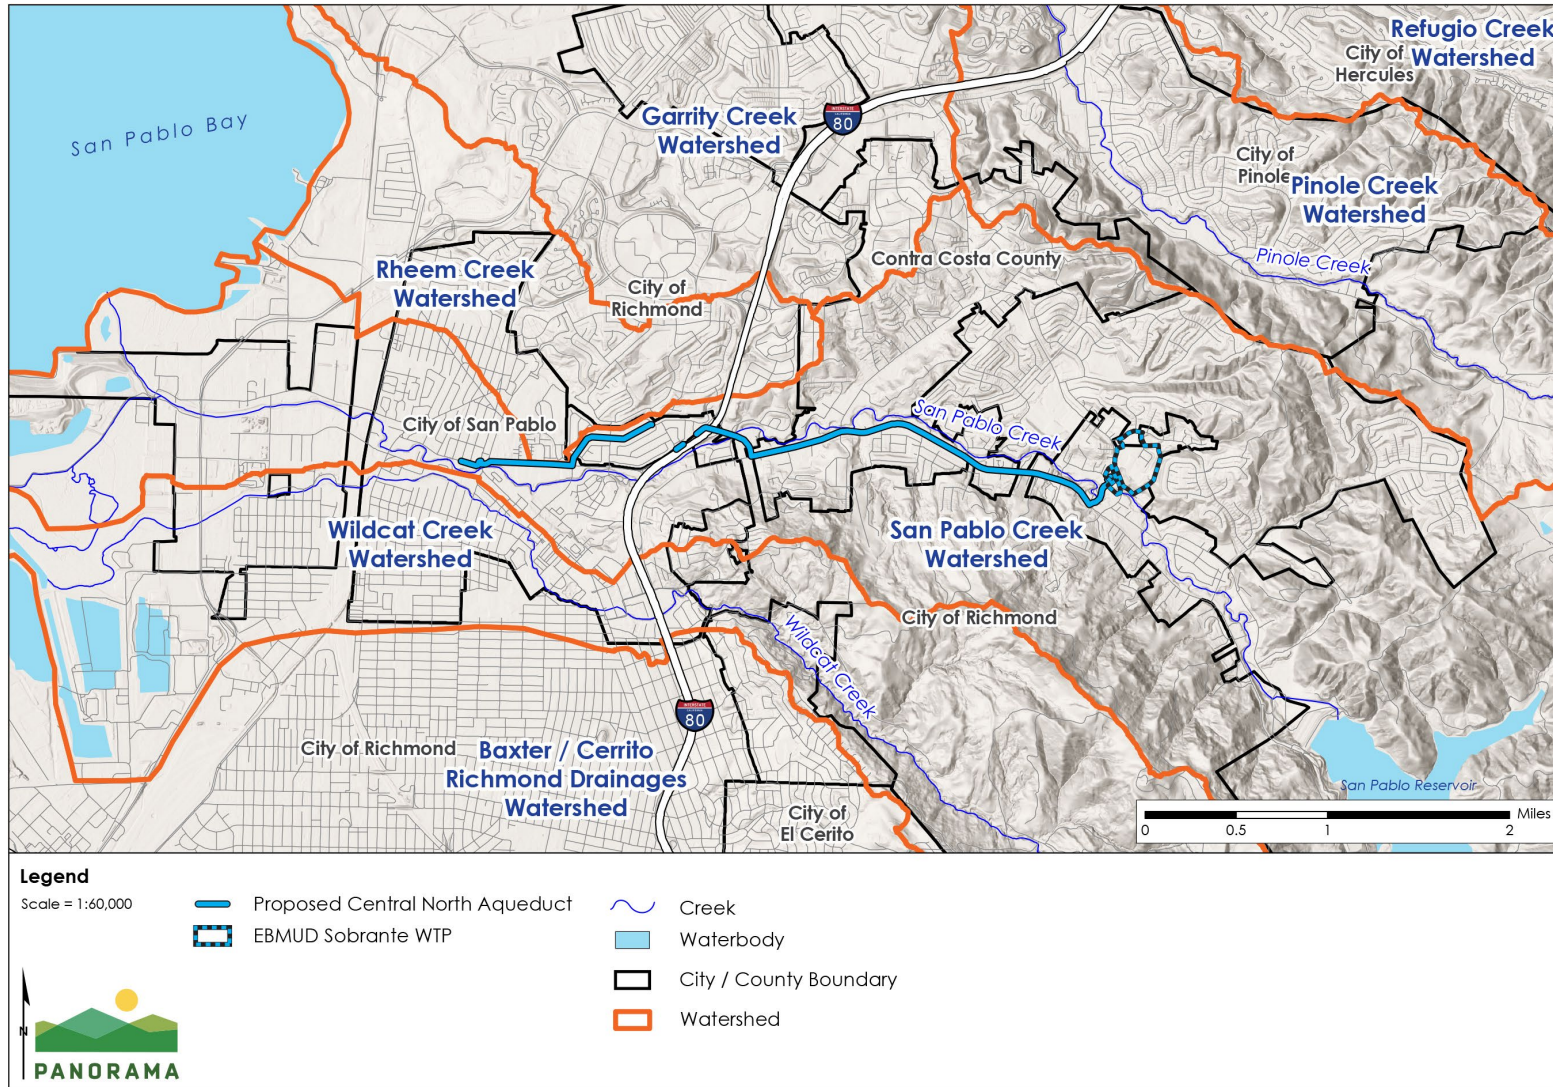 Refugio Creek
Watershed
City of
Hercules
San Pablo Bay
Garrity Creek
Watershed
INTERSTATE
CALIFORNIA
80
City of
Pinole
Pinole Creek
Watershed
Contra Costa County
Pinole Creek
Rheem Creek
Watershed
City of
Richmond
City of San Pablo
San Pablo Creek
Wildcat Creek
Watershed
San Pablo Creek
Watershed
City of Richmond
Wildcat Creek
INTERSTATE
CALIFORNIA
80
City of Richmond
Baxter / Cerrito
Richmond Drainages
Watershed
City of
El Cerito
San Pablo Reservoir
Miles
0 0.5 1 2
Legend
Scale = 1:60,000
Proposed Central North Aqueduct
EBMUD Sobrante WTP
Creek
Waterbody
City / County Boundary
Watershed
N
PANORAMA